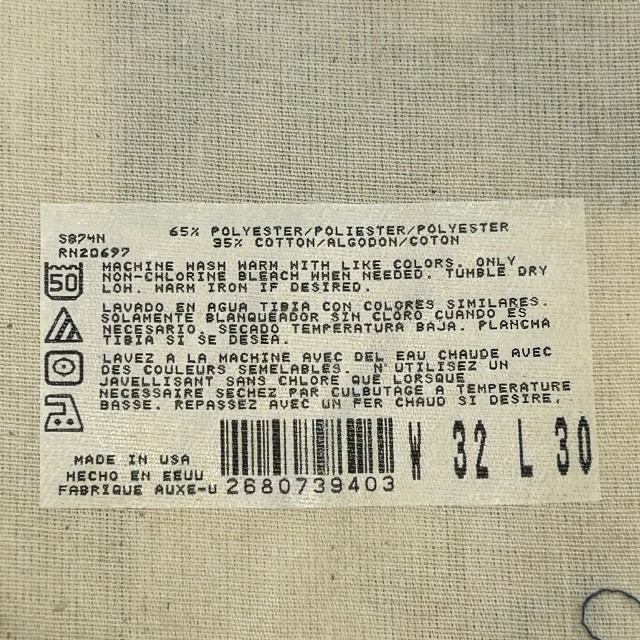 S874N
RN20697
65% POLYESTER/POLIESTER/POLYESTER
35% COTTON/ALGODON/COTON
50
MACHINE WASH WARM WITH LIKE COLORS. ONLY
NON-CHLORINE BLEACH WHEN NEEDED. TUMBLE DRY
LOW. WARM IRON IF DESIRED.
LAVADO EN AGUA TIBIA CON COLORES SIMILARES.
SOLAMENTE BLANQUEADOR SIN CLORO CUANDO ES
NECESARIO. SECADO TEMPERATURA BAJA. PLANCHA
TIBIA SI SE DESEA.
LAVEZ A LA MACHINE AVEC DEL EAU CHAUDE AVEC
DES COULEURS SEMELABLES. N'UTILISEZ UN
JAVELLISANT SANS CHLORE QUE LORSQUE
NECESSAIRE SECHEZ PAR CULBUTAGE A TEMPERATURE
BASSE. REPASSEZ AVEC UN FER CHAUD SI DESIRE.
MADE IN USA
HECHO EN EEUU
FABRIQUE AUXE-U
2680739403
W 32 L 30